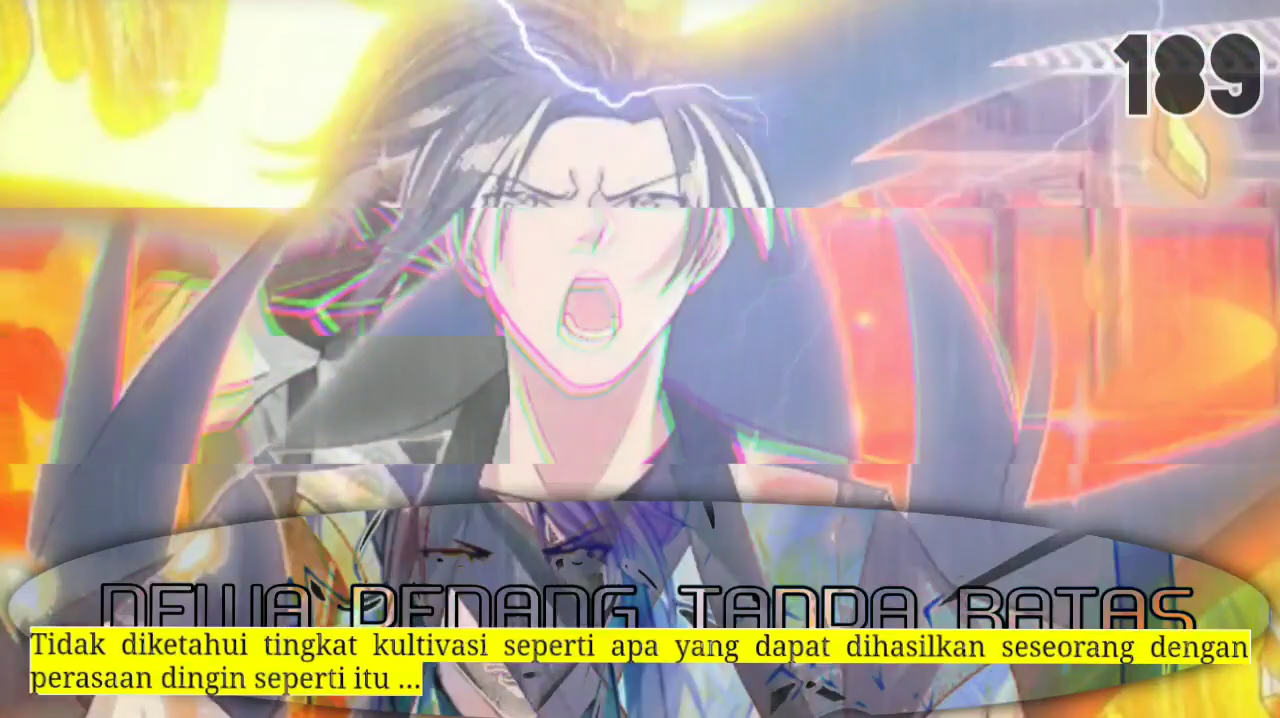 189
DEWA PEDANG TANPA BATAS
Tidak diketahui tingkat kultivasi seperti apa yang dapat dihasilkan seseorang dengan
perasaan dingin seperti itu ...